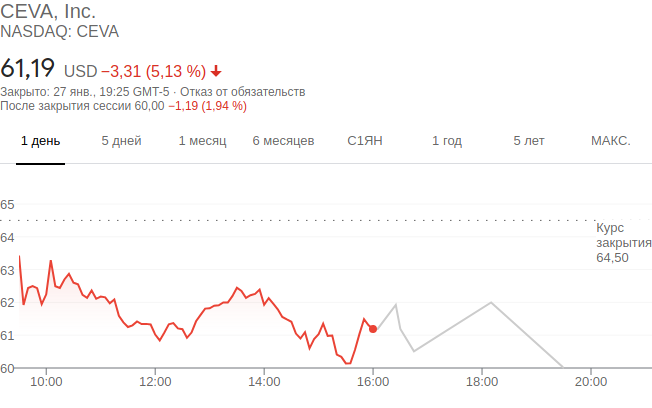 CEVA, Inc.
NASDAQ: CEVA
61,19 USD −3,31 (5,13 %)
Закрыто: 27 янв., 19:25 GMT-5 · Отказ от обязательств
После закрытия сессии 60,00 −1,19 (1,94 %)
1 день 5 дней 1 месяц 6 месяцев С1ЯН 1 год 5 лет МАКС.
65
Курс
64
закрытия
64,50
63
62
61
60
10:00 12:00 14:00 16:00 18:00 20:00